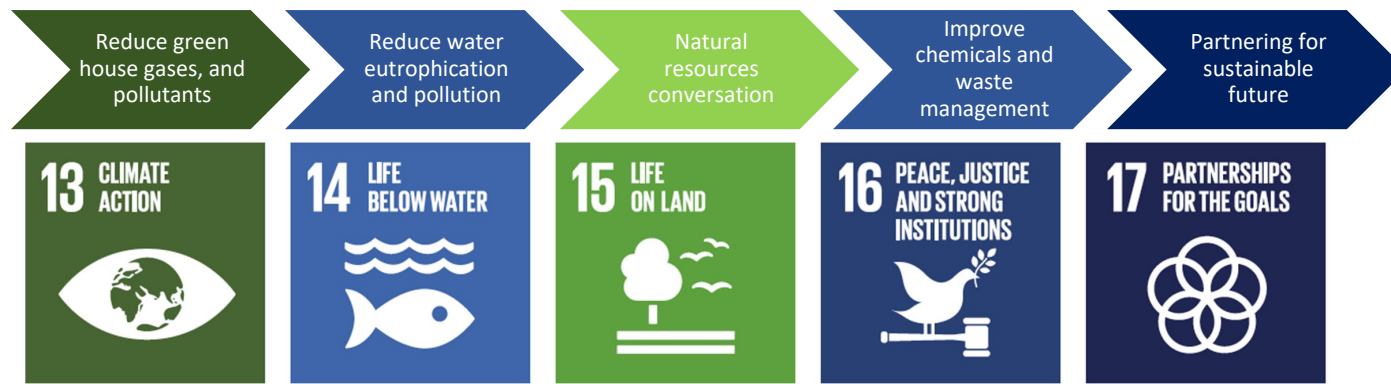 Reduce green
house gases, and
pollutants
Reduce water
eutrophication
and pollution
Natural
resources
conversation
Improve
chemicals and
waste
management
Partnering for
sustainable
future
13 CLIMATE
ACTION
14 LIFE
BELOW WATER
15 LIFE
ON LAND
16 PEACE, JUSTICE
AND STRONG
INSTITUTIONS
17 PARTNERSHIPS
FOR THE GOALS